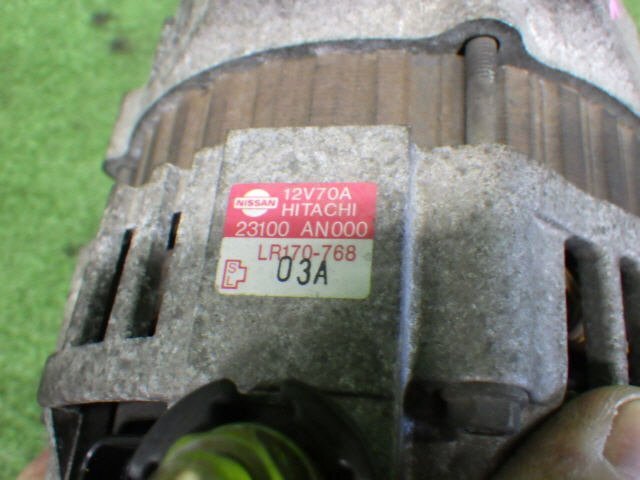 12V70A
NISSAN HITACHI
23100 AN000
LR170-768
S L 03A